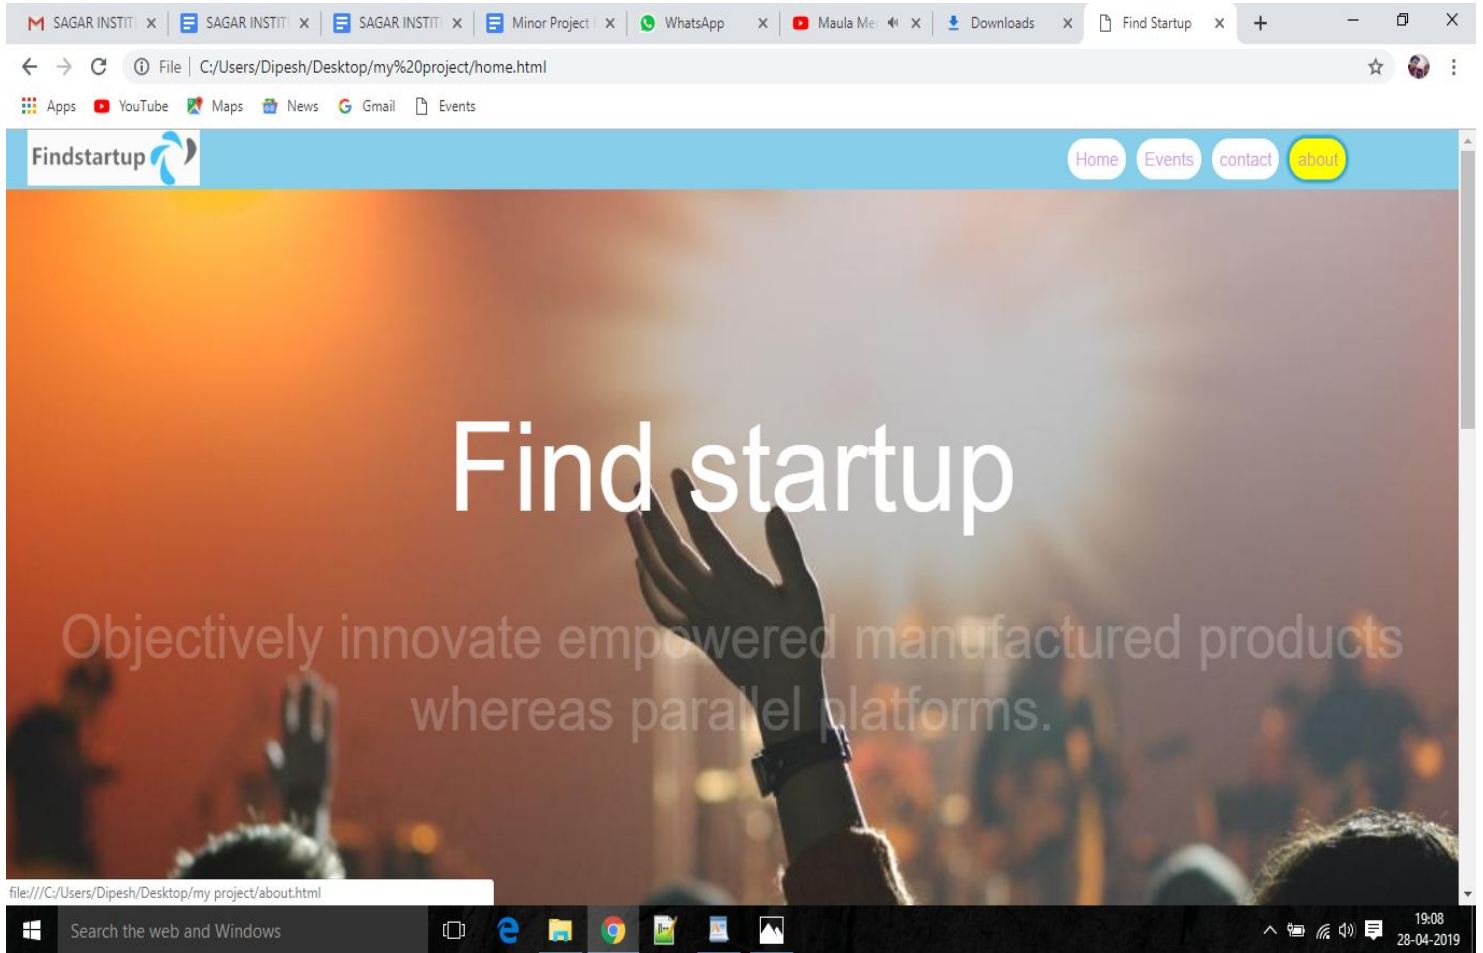 SAGAR INSTIT
SAGAR INSTIT
SAGAR INSTIT
Minor Project
WhatsApp
Maula Me
Downloads
Find Startup
File
C:/Users/Dipesh/Desktop/my%20project/home.html
Apps
YouTube
Maps
News
Gmail
Events
Findstartup
Home
Events
contact
about
Find startup
Objectively innovate empowered manufactured products
whereas parallel platforms.
file:///C:/Users/Dipesh/Desktop/my project/about.html
Search the web and Windows
19:08
28-04-2019